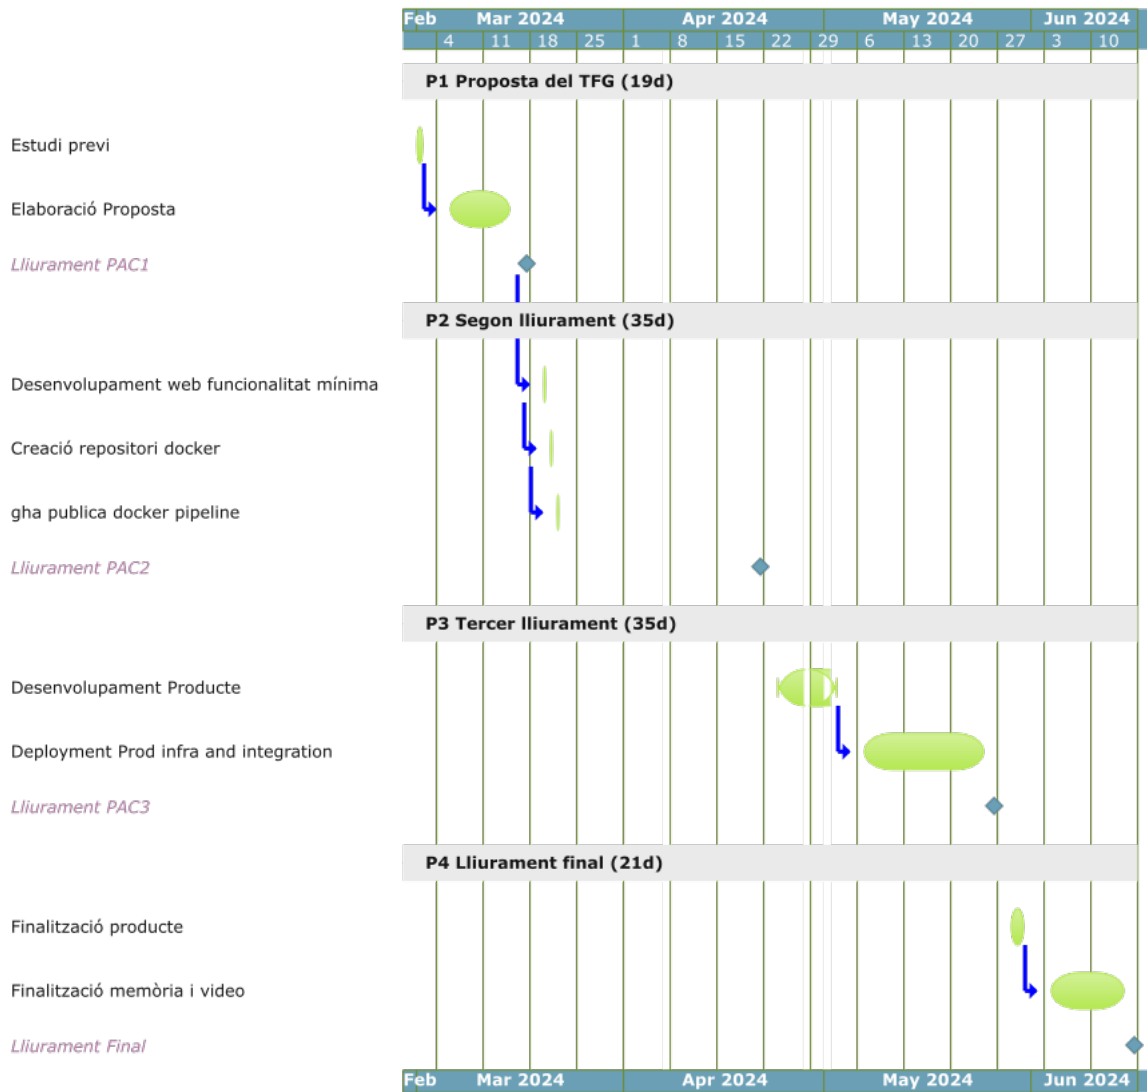 Feb Mar 2024 Apr 2024 May 2024 Jun 2024
4 11 18 25 1 8 15 22 29 6 13 20 27 3 10
P1 Proposta del TFG (19d)
Estudi previ
Elaboració Proposta
Lliurament PAC1
P2 Segon lliurament (35d)
Desenvolupament web funcionalitat mínima
Creació repositori docker
gha publica docker pipeline
Lliurament PAC2
P3 Tercer lliurament (35d)
Desenvolupament Producte
Deployment Prod infra and integration
Lliurament PAC3
P4 Lliurament final (21d)
Finalització producte
Finalització memòria i video
Lliurament Final
Feb Mar 2024 Apr 2024 May 2024 Jun 2024